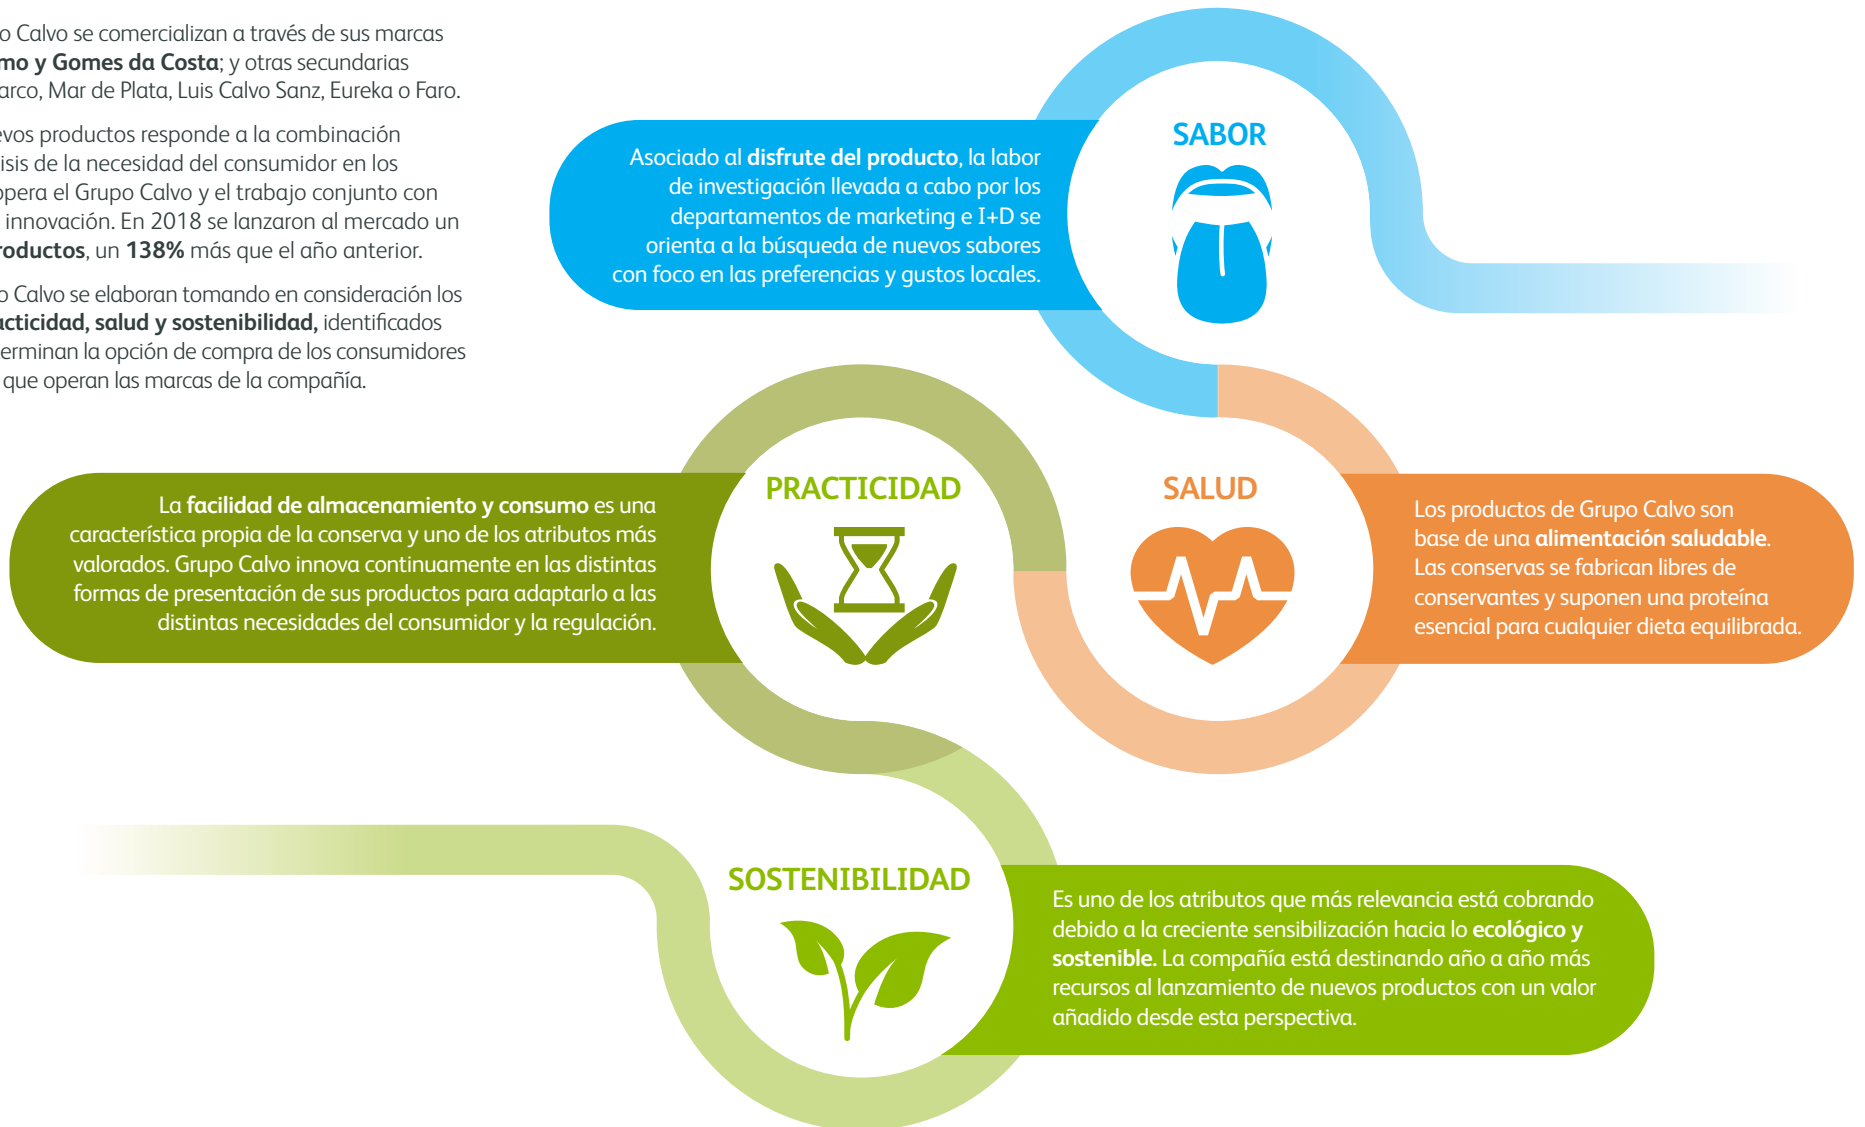 o Calvo se comercializan a través de sus marcas
mo y Gomes da Costa; y otras secundarias
arco, Mar de Plata, Luis Calvo Sanz, Eureka o Faro.
evos productos responde a la combinación
isis de la necesidad del consumidor en los
opera el Grupo Calvo y el trabajo conjunto con
innovación. En 2018 se lanzaron al mercado un
roductos, un 138% más que el año anterior.
o Calvo se elaboran tomando en consideración los
acticidad, salud y sostenibilidad, identificados
terminan la opción de compra de los consumidores
que operan las marcas de la compañía.
SABOR
Asociado al disfrute del producto, la labor
de investigación llevada a cabo por los
departamentos de marketing e I+D se
orienta a la búsqueda de nuevos sabores
con foco en las preferencias y gustos locales.
PRACTICIDAD
La facilidad de almacenamiento y consumo es una
característica propia de la conserva y uno de los atributos más
valorados. Grupo Calvo innova continuamente en las distintas
formas de presentación de sus productos para adaptarlo a las
distintas necesidades del consumidor y la regulación.
SALUD
Los productos de Grupo Calvo son
base de una alimentación saludable.
Las conservas se fabrican libres de
conservantes y suponen una proteína
esencial para cualquier dieta equilibrada.
SOSTENIBILIDAD
Es uno de los atributos que más relevancia está cobrando
debido a la creciente sensibilización hacia lo ecológico y
sostenible. La compañía está destinando año a año más
recursos al lanzamiento de nuevos productos con un valor
añadido desde esta perspectiva.